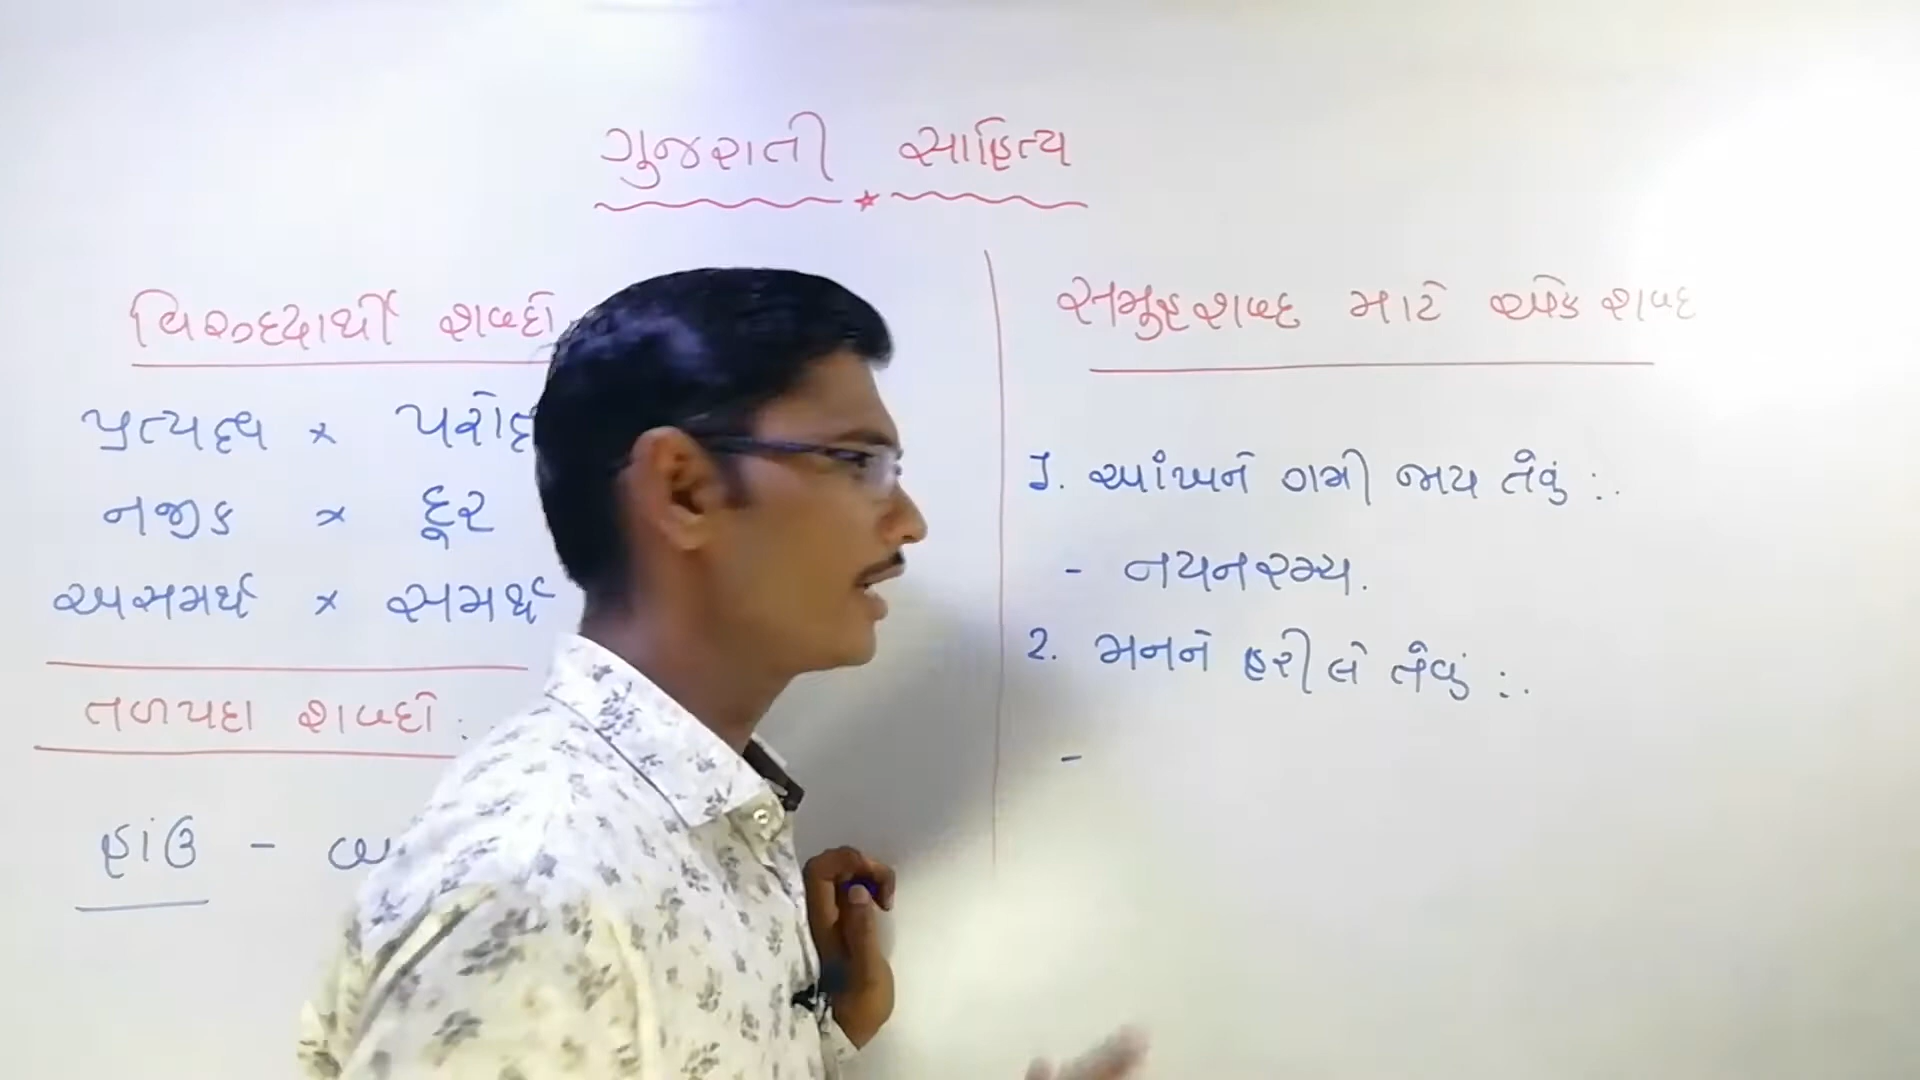 ગુજરાતી સાહિત્ય
વિરુદ્ધાર્થી શબ્દો
પ્રત્યક્ષ ×
નજીક × દૂર
અસમર્થ × સમર્થ
તળપદા શબ્દો :
હાંઉ -
સમુહશબ્દ માટે એક શબ્દ
1. આંખને ગમી જાય તેવું :.
- નયનરમ્ય.
2. મનને હરી લે તેવું :.
-